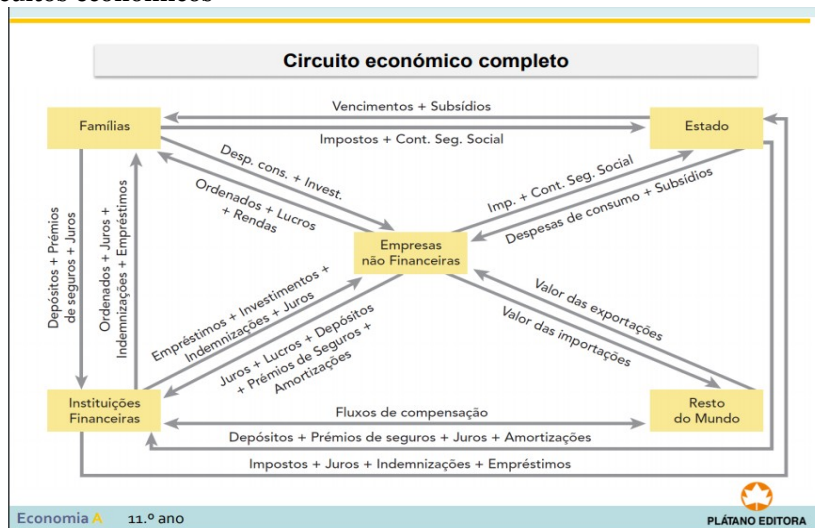 Circuito económico completo
Vencimentos + Subsídios
Famílias
Estado
Impostos + Cont. Seg. Social
Desp. cons. + Invest.
Ordenados + Lucros
+ Rendas
Imp. + Cont. Seg. Social
Despesas de consumo + Subsídios
Depósitos + Prémios
de seguros + Juros
Ordenados + Juros +
Indemnizações + Empréstimos
Empresas
não Financeiras
Empréstimos + Investimentos +
Indemnizações + Juros
Juros + Lucros + Depósitos
+ Prémios de Seguros +
Amortizações
Valor das exportações
Valor das importações
Instituições
Financeiras
Resto
do Mundo
Fluxos de compensação
Depósitos + Prémios de seguros + Juros + Amortizações
Impostos + Juros + Indemnizações + Empréstimos
Economia A 11.º ano
PLÁTANO EDITORA